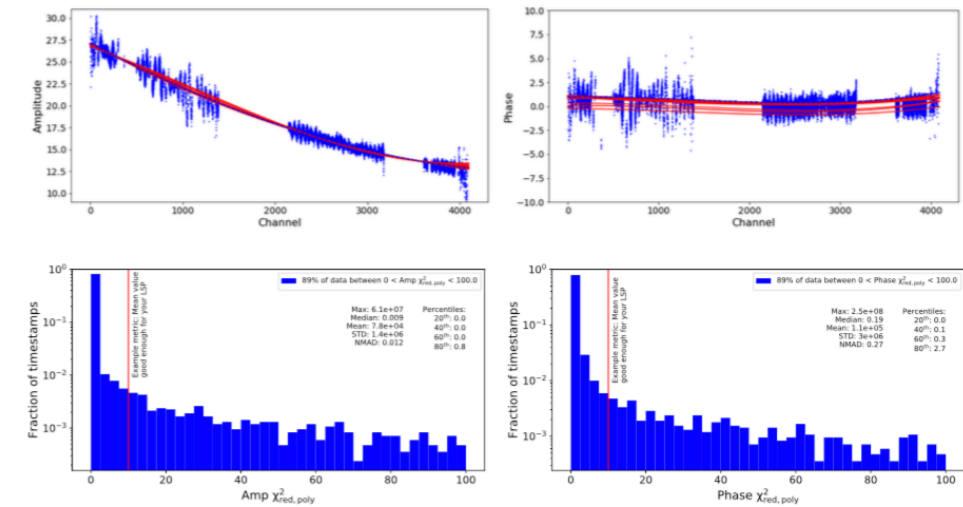 30.0
27.5
25.0
22.5
20.0
17.5
15.0
12.5
10.0
Amplitude
0
1000
2000
3000
4000
Channel
10.0
7.5
5.0
2.5
0.0
−2.5
−5.0
−7.5
−10.0
Phase
0
1000
2000
3000
4000
Channel
10⁰
10⁻¹
10⁻²
10⁻³
Fraction of timestamps
Example metric: Mean value
good enough for your LSP
89% of data between 0 < Amp χ²red,poly < 100.0
Max: 6.1e+07
Median: 0.009
Mean: 7.8e+04
STD: 1.4e+06
NMAD: 0.012
Percentiles:
20th: 0.0
40th: 0.0
60th: 0.0
80th: 0.8
0
20
40
60
80
100
Amp χ²red, poly
10⁰
10⁻¹
10⁻²
10⁻³
Fraction of timestamps
Example metric: Mean value
good enough for your LSP
89% of data between 0 < Phase χ²red,poly < 100.0
Max: 2.5e+08
Median: 0.19
Mean: 1.1e+05
STD: 3e+06
NMAD: 0.27
Percentiles:
20th: 0.0
40th: 0.1
60th: 0.3
80th: 2.7
0
20
40
60
80
100
Phase χ²red, poly